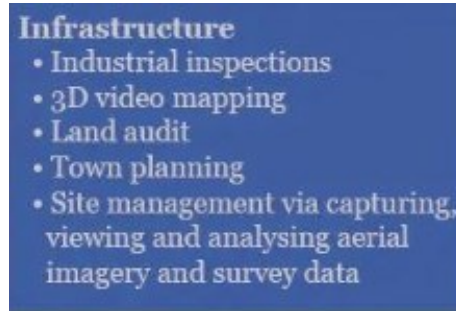 Infrastructure
• Industrial inspections
• 3D video mapping
• Land audit
• Town planning
• Site management via capturing,
viewing and analysing aerial
imagery and survey data